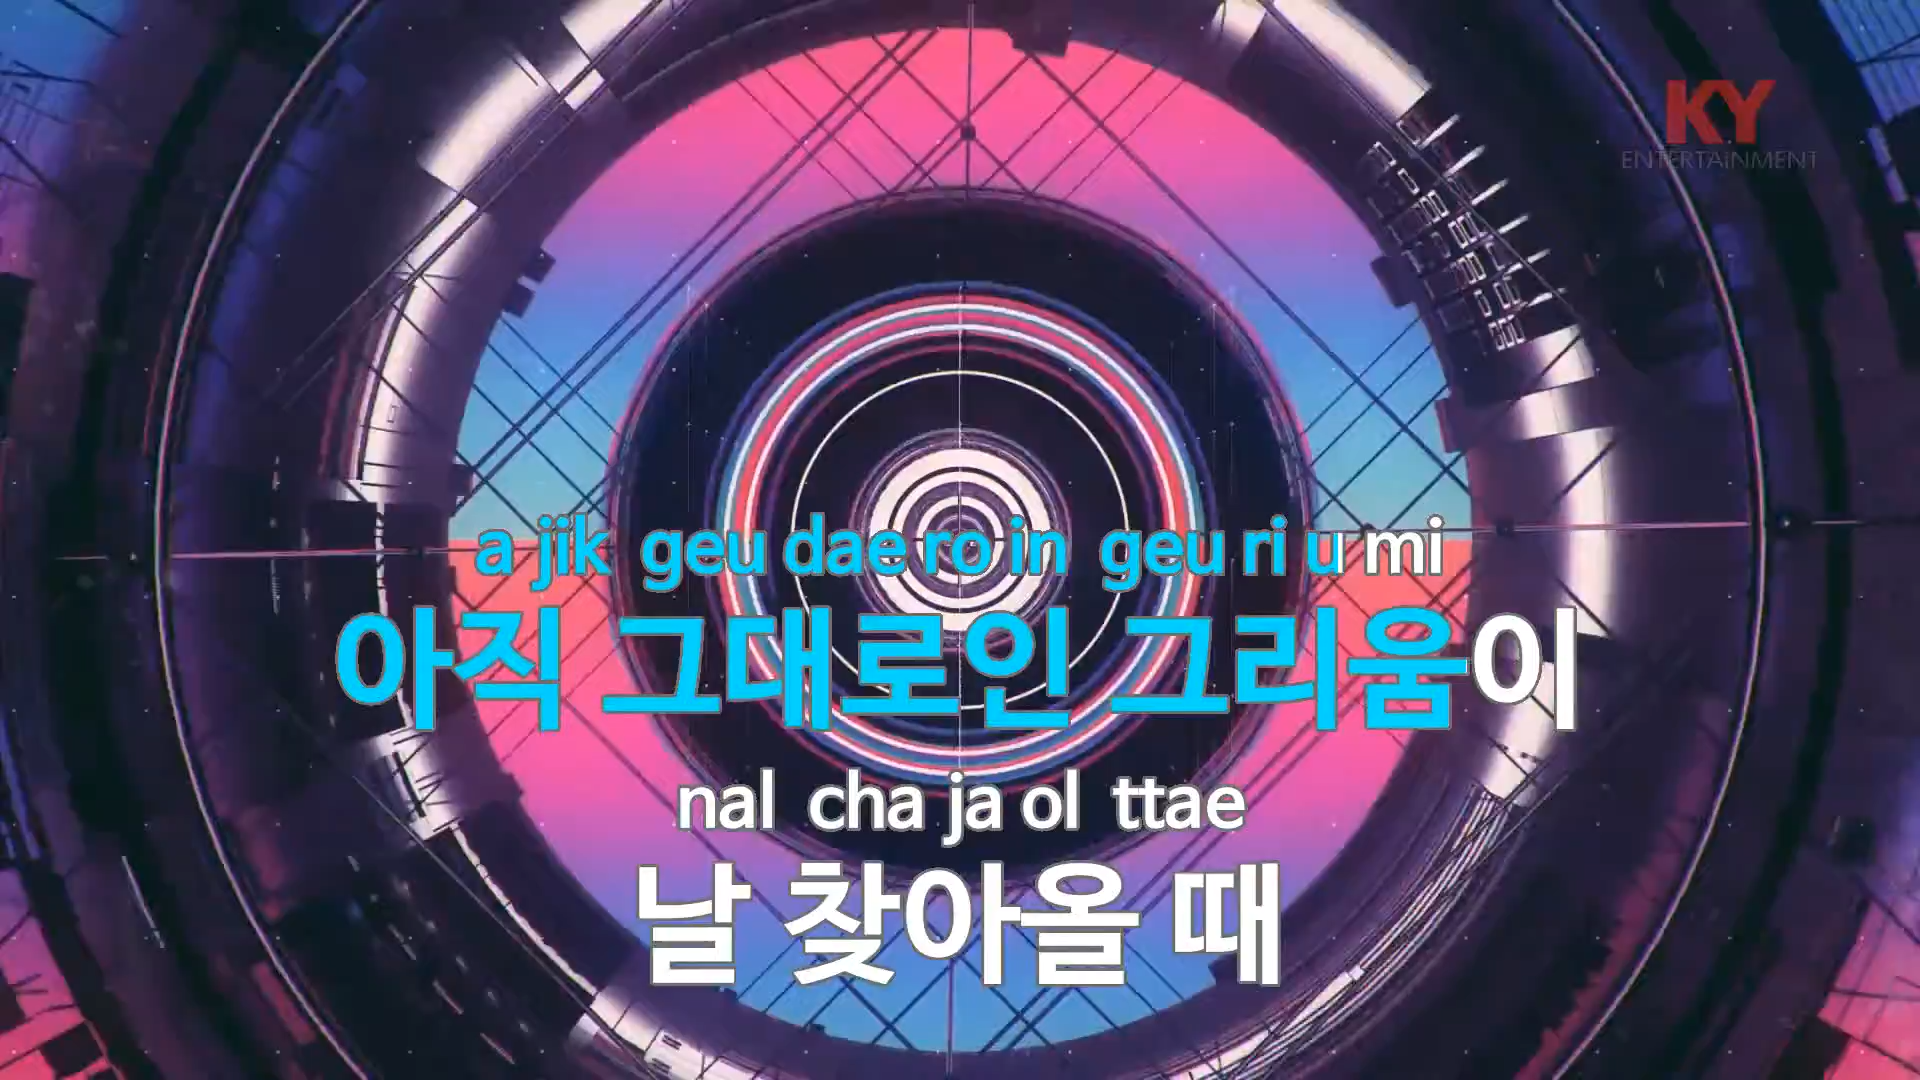 KY
ENTERTAINMENT
a jik geu dae ro in geu ri u mi
아직 그대로인 그리움이
nal cha ja ol ttae
날 찾아올 때